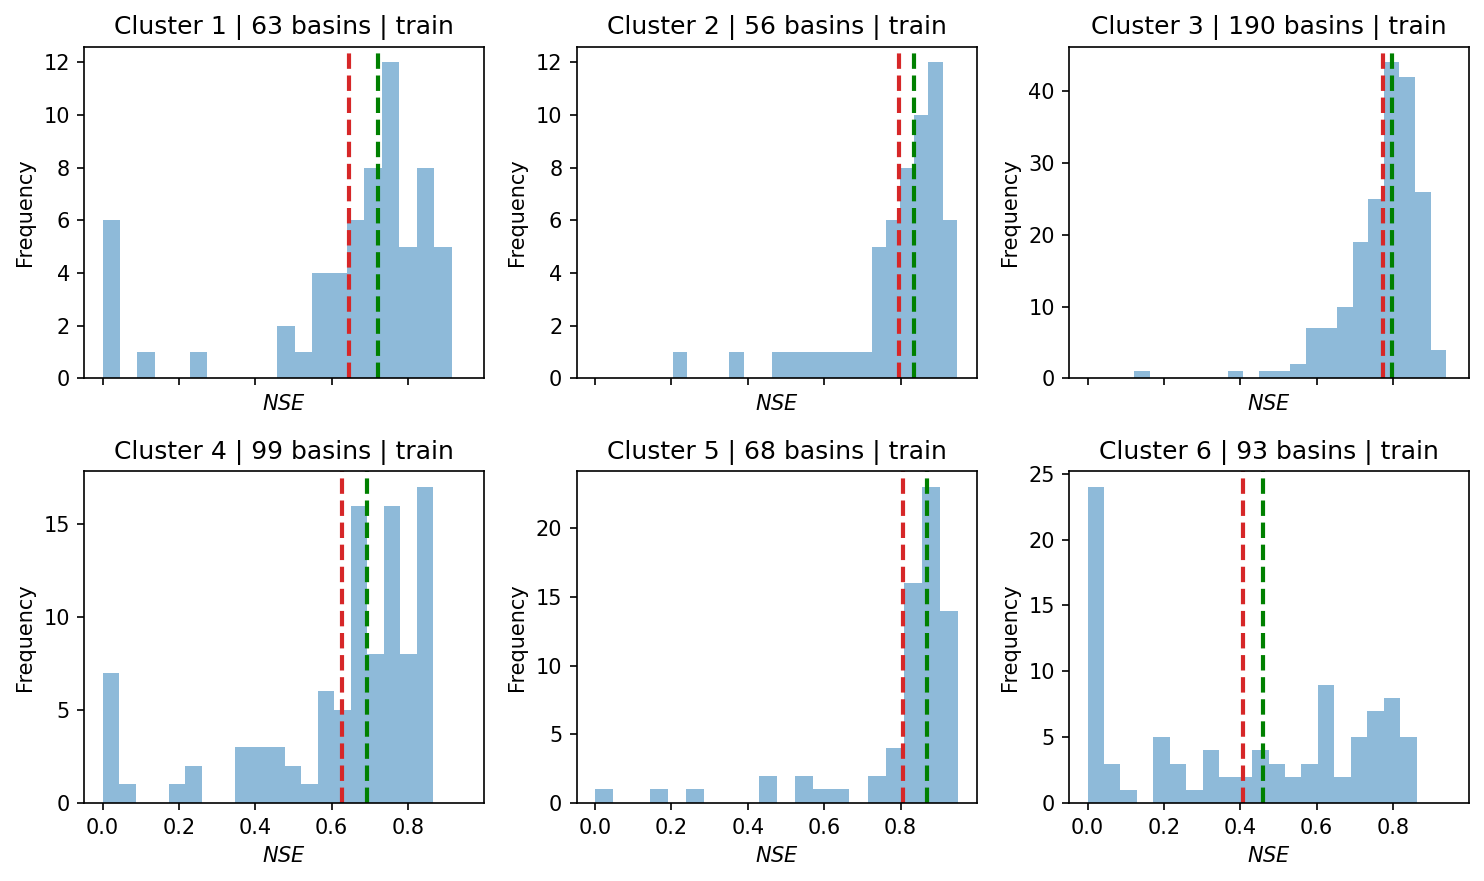 Cluster 1 | 63 basins | train
12
10
8
6
4
2
0
Frequency
NSE
Cluster 2 | 56 basins | train
12
10
8
6
4
2
0
Frequency
NSE
Cluster 3 | 190 basins | train
40
30
20
10
0
Frequency
NSE
Cluster 4 | 99 basins | train
15
10
5
0
Frequency
0.0 0.2 0.4 0.6 0.8
NSE
Cluster 5 | 68 basins | train
20
15
10
5
0
Frequency
0.0 0.2 0.4 0.6 0.8
NSE
Cluster 6 | 93 basins | train
25
20
15
10
5
0
Frequency
0.0 0.2 0.4 0.6 0.8
NSE